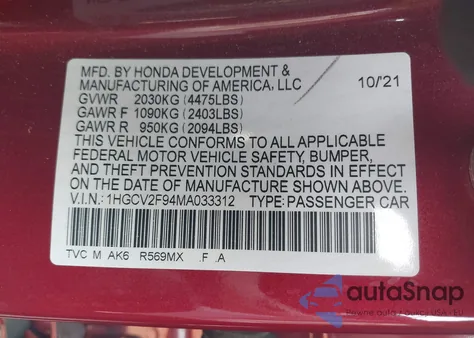 MFD. BY HONDA DEVELOPMENT &
MANUFACTURING OF AMERICA, LLC 10/'21
GVWR 2030KG (4475LBS)
GAWR F 1090KG (2403LBS)
GAWR R 950KG (2094LBS)
THIS VEHICLE CONFORMS TO ALL APPLICABLE
FEDERAL MOTOR VEHICLE SAFETY, BUMPER,
AND THEFT PREVENTION STANDARDS IN EFFECT
ON THE DATE OF MANUFACTURE SHOWN ABOVE.
V.I.N.: 1HGCV2F94MA033312 TYPE: PASSENGER CAR
TVC M AK6 R569MX .F .A
autoSnap